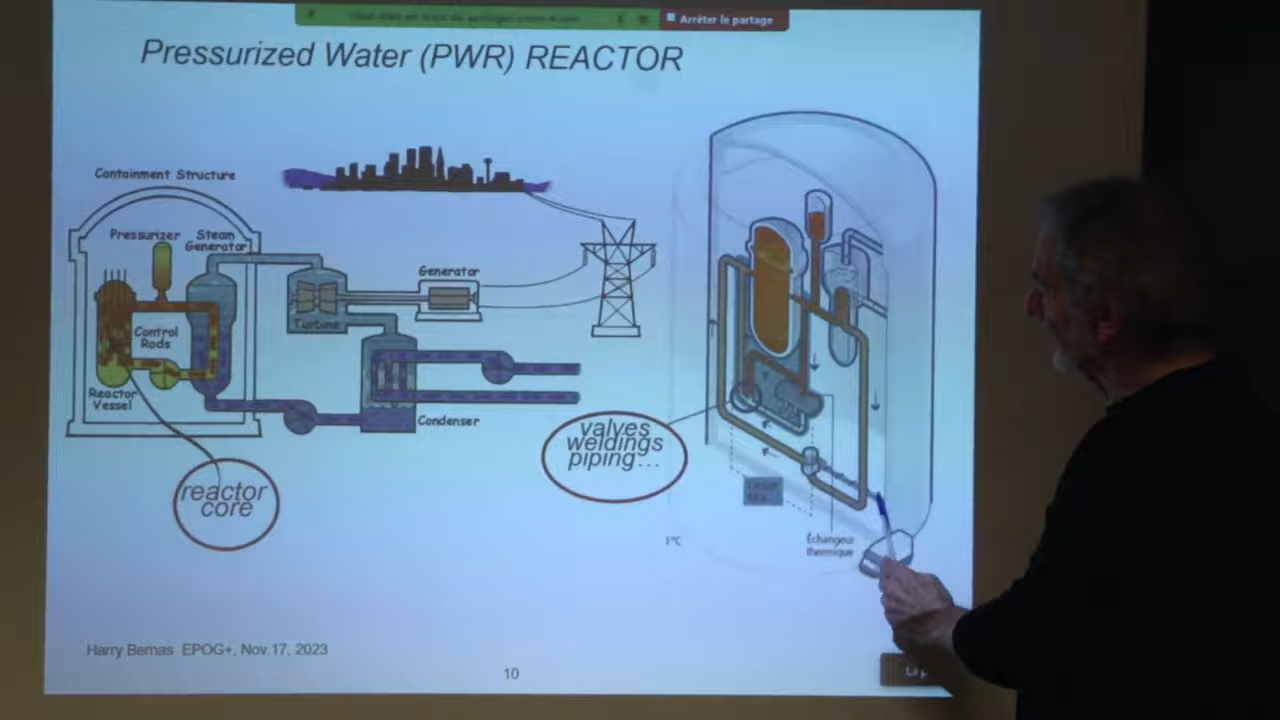 Arrêter le partage
Pressurized Water (PWR) REACTOR
Containment Structure
Pressurizer
Steam
Generator
Control
Rods
Reactor
Vessel
Turbine
Generator
Condenser
reactor
core
valves
weldings
piping...
Échangeur
thermique
Harry Bernas EPOG+, Nov.17, 2023
10